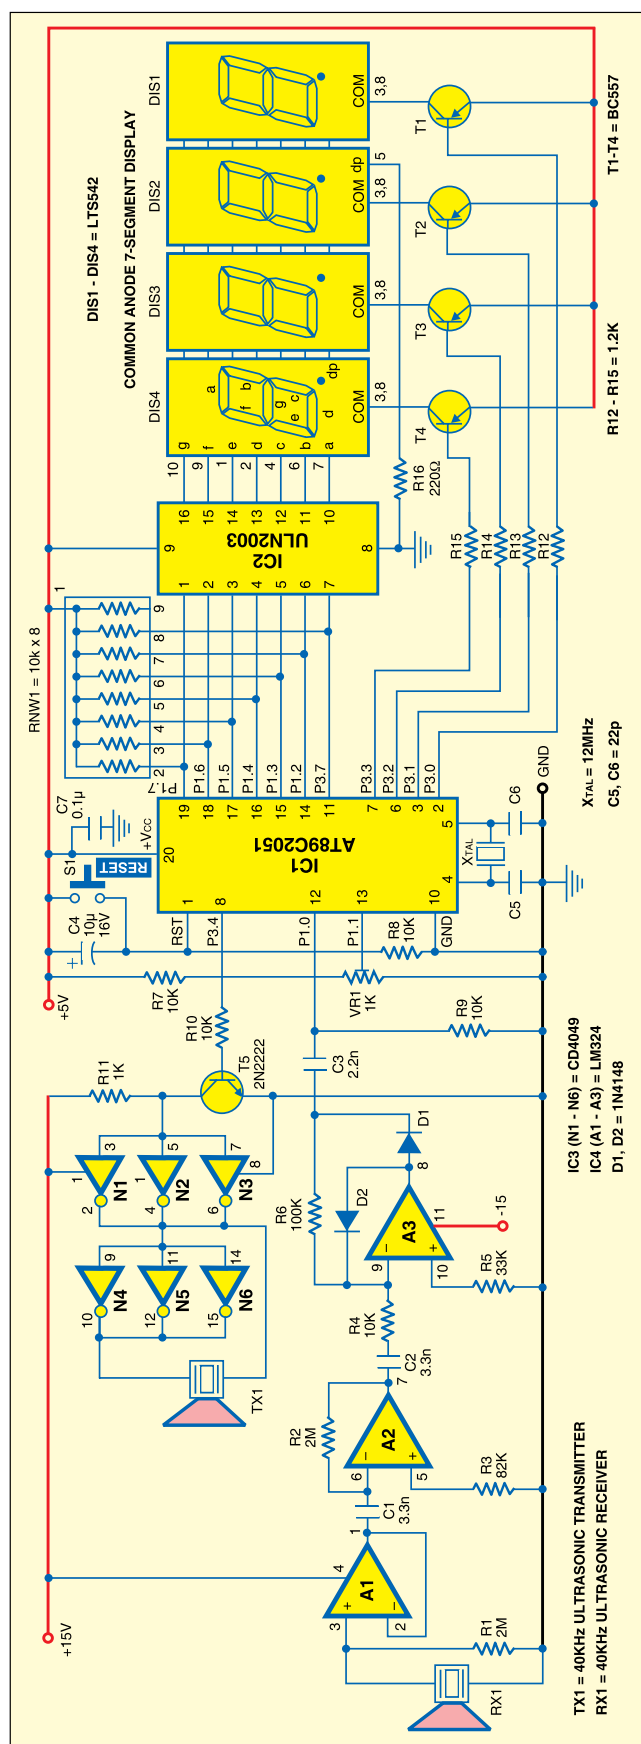 +15V
+5V
R11
1K
N1
N2
N3
N4
N5
N6
1
3
2
1
5
4
7
6
8
9
10
11
12
14
15
TX1
T5
2N2222
R10
10K
R7
10K
VR1
1K
C4
10µ
16V
+
S1
RESET
C7
0.1µ
+VCC
RNW1 = 10k x 8
1
2
3
4
5
6
7
8
9
RX1
R1
2M
A1
3
+
2
–
4
1
C1
3.3n
R2
2M
A2
6
–
5
+
7
R3
82K
C2
3.3n
R4
10K
R6
100K
D2
D1
A3
9
–
10
+
8
11
-15
R5
33K
C3
2.2n
R9
10K
R8
10K
IC1
AT89C2051
RST
1
P3.4
8
P1.0
12
P1.1
13
10
GND
20
19
P1.7
18
P1.6
17
P1.5
16
P1.4
15
P1.3
14
P1.2
11
P3.7
7
P3.3
6
P3.2
3
P3.1
2
P3.0
4
5
XTAL
C5
C6
GND
IC2
ULN2003
9
1
2
3
4
5
6
7
8
16
15
14
13
12
11
10
10
9
1
2
4
6
7
g
f
e
d
c
b
a
DIS4
DIS3
DIS2
DIS1
a
b
f
g
e
c
d
dp
COM
3,8
COM
3,8
COM
3,8
dp
5
COM
3,8
R16
220Ω
T4
T3
T2
T1
R15
R14
R13
R12
DIS1 - DIS4 = LTS542
COMMON ANODE 7-SEGMENT DISPLAY
T1-T4 = BC557
R12 - R15 = 1.2K
XTAL = 12MHz
C5, C6 = 22p
IC3 (N1 - N6) = CD4049
IC4 (A1 - A3) = LM324
D1, D2 = 1N4148
TX1 = 40KHz ULTRASONIC TRANSMITTER
RX1 = 40KHz ULTRASONIC RECEIVER